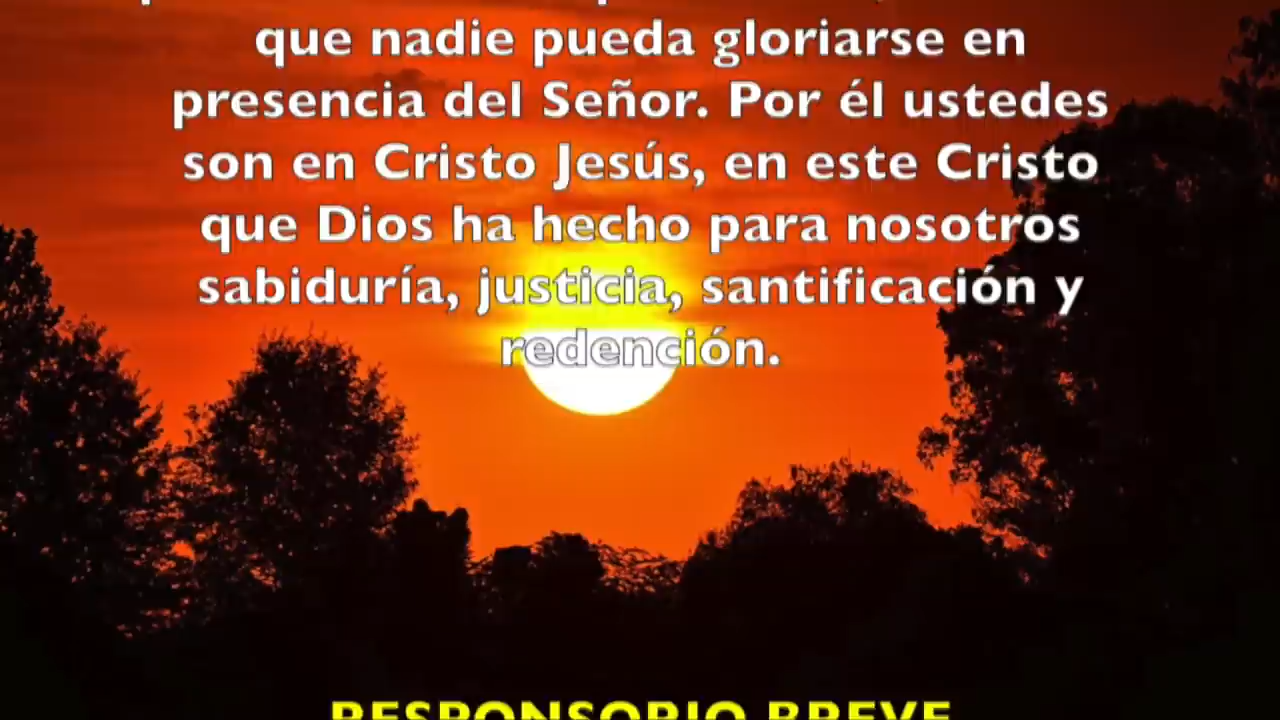 que nadie pueda gloriarse en
presencia del Señor. Por él ustedes
son en Cristo Jesús, en este Cristo
que Dios ha hecho para nosotros
sabiduría, justicia, santificación y
redención.
RESPONSORIO BREVE